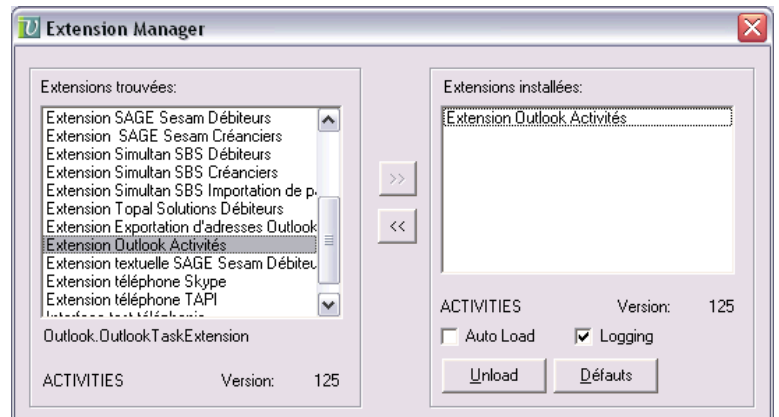 Extension Manager
Extensions trouvées:
Extension SAGE Sesam Débiteurs
Extension SAGE Sesam Créanciers
Extension Simultan SBS Débiteurs
Extension Simultan SBS Créanciers
Extension Simultan SBS Importation de
Extension Topal Solutions Débiteurs
Extension Exportation d'adresses Outlook
Extension Outlook Activités
Extension textuelle SAGE Sesam Débiteu
Extension téléphone Skype
Extension téléphone TAPI
Outlook.OutlookTaskExtension
ACTIVITIES Version: 125
>>
<<
Extensions installées:
Extension Outlook Activités
ACTIVITIES Version: 125
Auto Load Logging
Unload Défauts